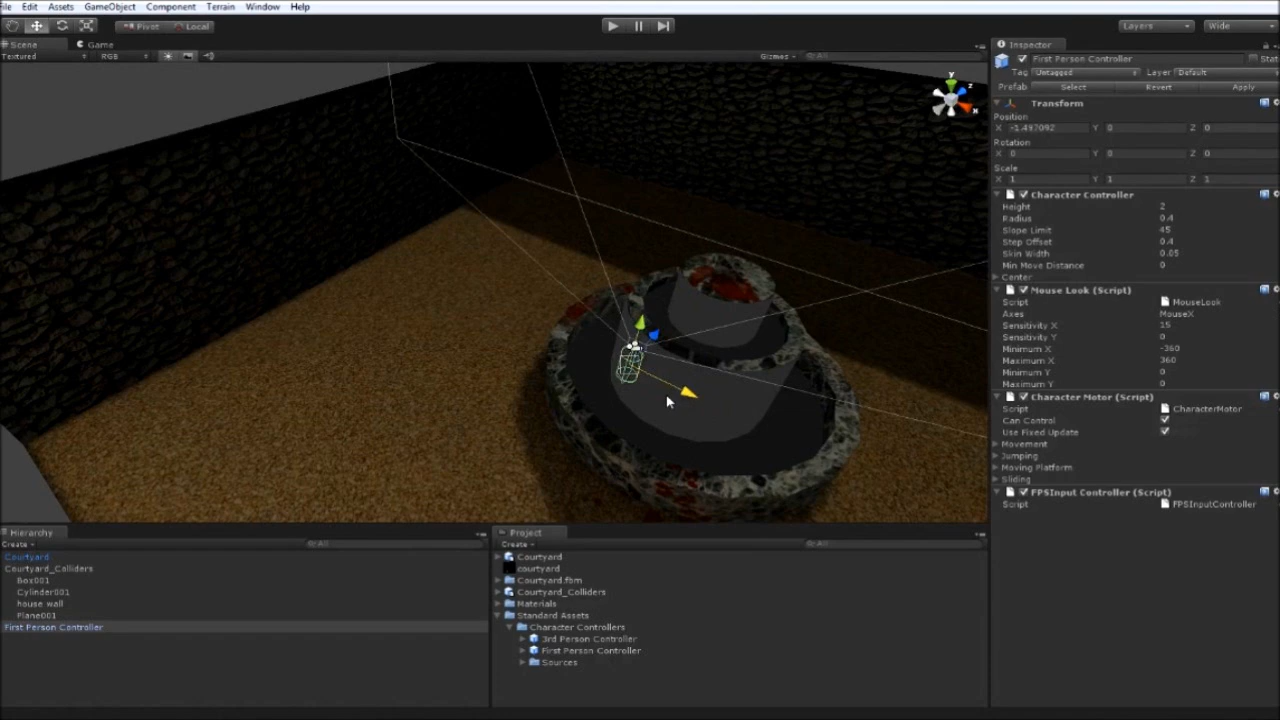 File Edit Assets GameObject Component Terrain Window Help
Pivot Local Layers Wide
Scene Game Inspector
Textured RGB Gizmos All
First Person Controller Stat
Tag Untagged Layer Default
Prefab Select Revert Apply
Transform
Position
X -1.497092 Y 0 Z 0
Rotation
X 0 Y 0 Z 0
Scale
X 1 Y 1 Z 1
Character Controller
Height 2
Radius 0.4
Slope Limit 45
Step Offset 0.4
Skin Width 0.05
Min Move Distance 0
Center
Mouse Look (Script)
Script MouseLook
Axes MouseX
Sensitivity X 15
Sensitivity Y 0
Minimum X -360
Maximum X 360
Minimum Y 0
Maximum Y 0
Character Motor (Script)
Script CharacterMotor
Can Control
Use Fixed Update
Movement
Jumping
Moving Platform
Sliding
FPSInput Controller (Script)
Script FPSInputController
y
z
x
Hierarchy
Create All
Courtyard
Courtyard_Colliders
Box001
Cylinder001
house wall
Plane001
First Person Controller
Project
Create All
Courtyard
courtyard
Courtyard.fbm
Courtyard_Colliders
Materials
Standard Assets
Character Controllers
3rd Person Controller
First Person Controller
Sources